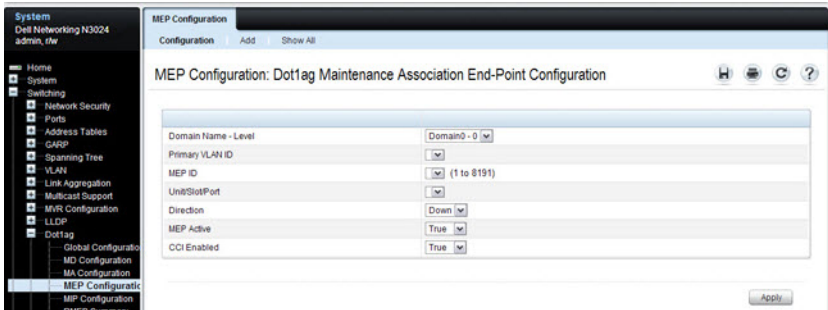 System
Dell Networking N3024
admin, r/w
Home
System
Switching
Network Security
Ports
Address Tables
GARP
Spanning Tree
VLAN
Link Aggregation
Multicast Support
MVR Configuration
LLDP
Dot1ag
Global Configuratio
MD Configuration
MA Configuration
MEP Configuratic
MIP Configuration
MEP Configuration
Configuration Add Show All
MEP Configuration: Dot1ag Maintenance Association End-Point Configuration
?
Domain Name - Level Domain0 - 0
Primary VLAN ID
MEP ID (1 to 8191)
Unit/Slot/Port
Direction Down
MEP Active True
CCI Enabled True
Apply